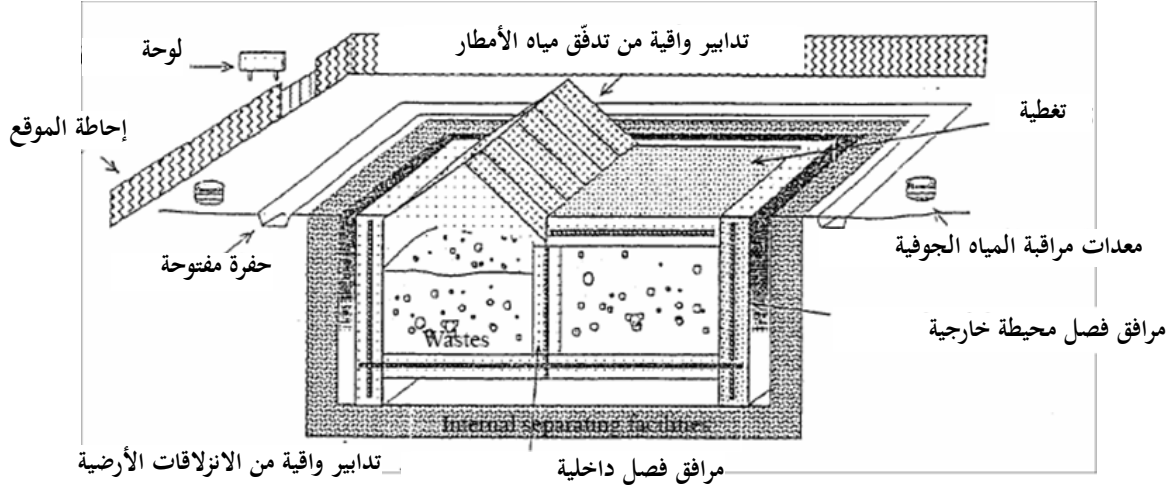 تدابير واقية من تدفّق مياه الأمطار
لوحة
تغطية
إحاطة الموقع
معدات مراقبة المياه الجوفية
حفرة مفتوحة
مرافق فصل محيطة خارجية
Wastes
Internal separating facilities
تدابير واقية من الانزلاقات الأرضية
مرافق فصل داخلية